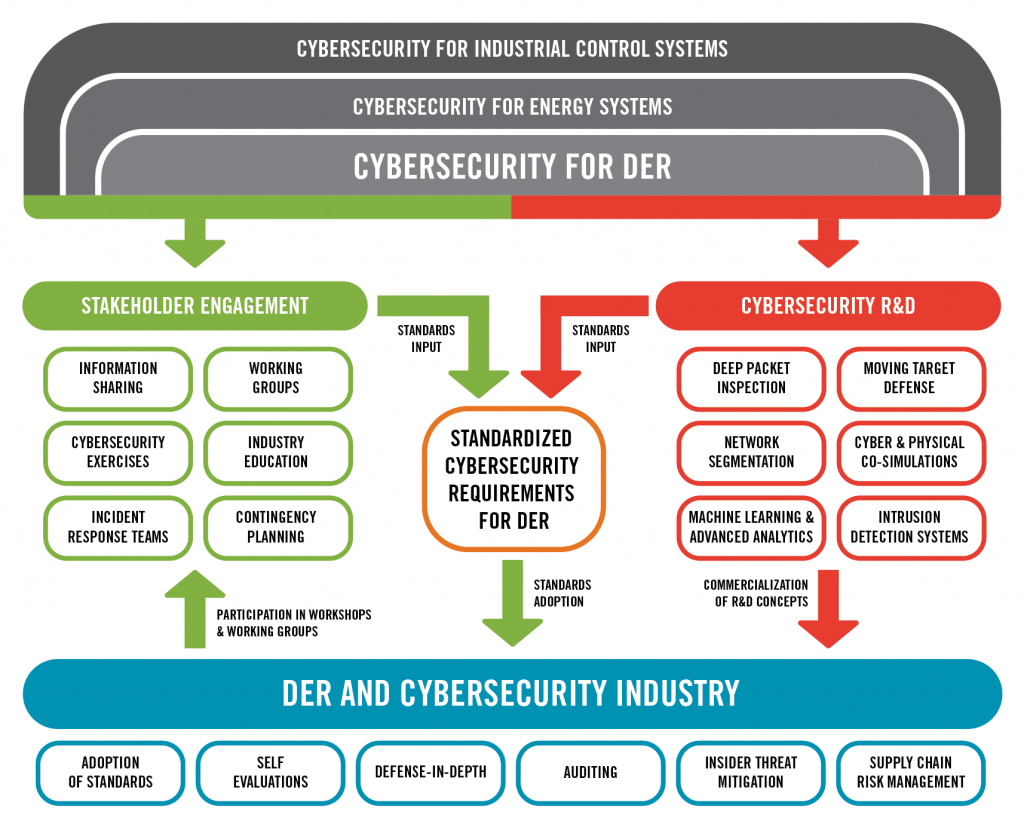 CYBERSECURITY FOR INDUSTRIAL CONTROL SYSTEMS
CYBERSECURITY FOR ENERGY SYSTEMS
CYBERSECURITY FOR DER
STAKEHOLDER ENGAGEMENT
STANDARDS
INPUT
STANDARDS
INPUT
CYBERSECURITY R&D
INFORMATION
SHARING
WORKING
GROUPS
CYBERSECURITY
EXERCISES
INDUSTRY
EDUCATION
INCIDENT
RESPONSE TEAMS
CONTINGENCY
PLANNING
STANDARDIZED
CYBERSECURITY
REQUIREMENTS
FOR DER
DEEP PACKET
INSPECTION
MOVING TARGET
DEFENSE
NETWORK
SEGMENTATION
CYBER & PHYSICAL
CO-SIMULATIONS
MACHINE LEARNING &
ADVANCED ANALYTICS
INTRUSION
DETECTION SYSTEMS
PARTICIPATION IN WORKSHOPS
& WORKING GROUPS
STANDARDS
ADOPTION
COMMERCIALIZATION
OF R&D CONCEPTS
DER AND CYBERSECURITY INDUSTRY
ADOPTION
OF STANDARDS
SELF
EVALUATIONS
DEFENSE-IN-DEPTH
AUDITING
INSIDER THREAT
MITIGATION
SUPPLY CHAIN
RISK MANAGEMENT